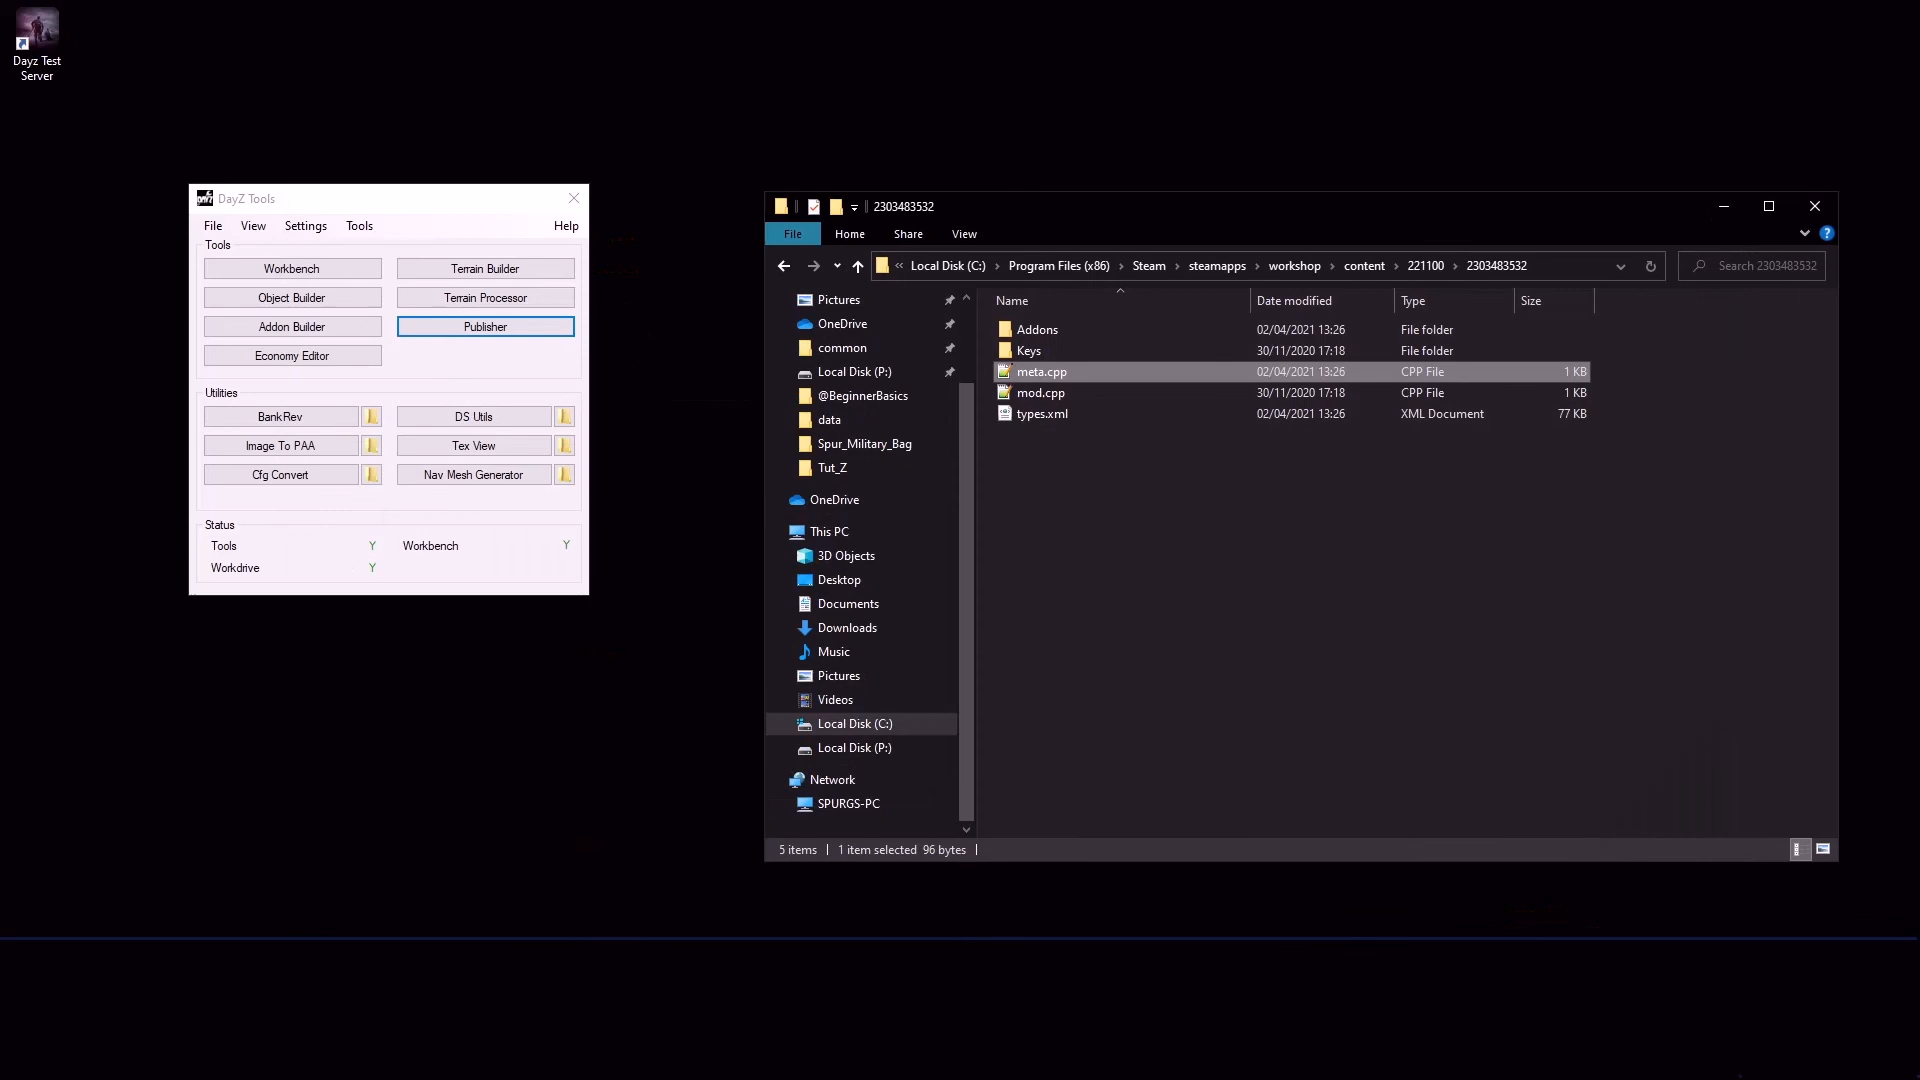 Dayz Test
Server
DayZ Tools
File View Settings Tools Help
Tools
Workbench Terrain Builder
Object Builder Terrain Processor
Addon Builder Publisher
Economy Editor
Utilities
BankRev DS Utils
Image To PAA Tex View
Cfg Convert Nav Mesh Generator
Status
Tools Y Workbench Y
Workdrive Y
2303483532
File Home Share View
« Local Disk (C:) › Program Files (x86) › Steam › steamapps › workshop › content › 221100 › 2303483532
Search 2303483532
Pictures
OneDrive
common
Local Disk (P:)
@BeginnerBasics
data
Spur_Military_Bag
Tut_Z
OneDrive
This PC
3D Objects
Desktop
Documents
Downloads
Music
Pictures
Videos
Local Disk (C:)
Local Disk (P:)
Network
SPURGS-PC
Name Date modified Type Size
Addons 02/04/2021 13:26 File folder
Keys 30/11/2020 17:18 File folder
meta.cpp 02/04/2021 13:26 CPP File 1 KB
mod.cpp 30/11/2020 17:18 CPP File 1 KB
types.xml 02/04/2021 13:26 XML Document 77 KB
5 items 1 item selected 96 bytes